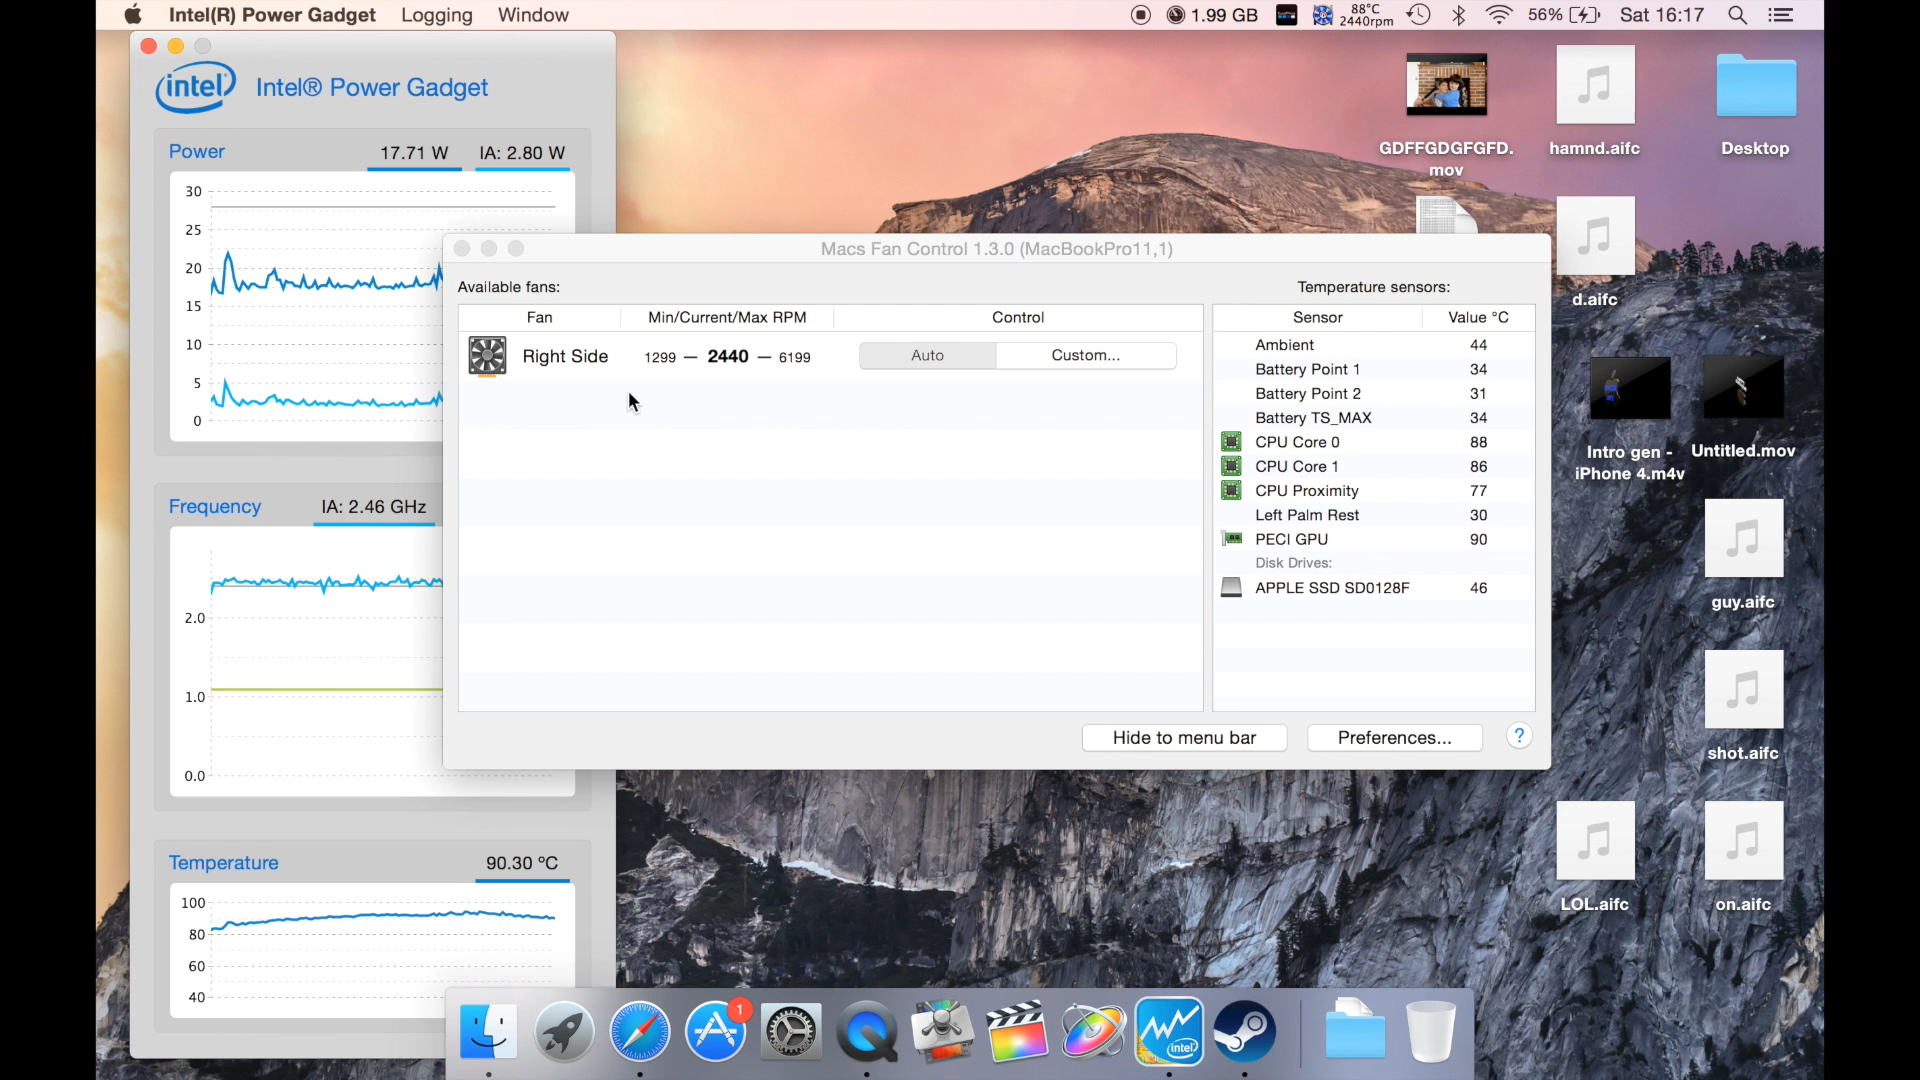 Intel(R) Power Gadget Logging Window
1.99 GB 88°C 2440rpm 56% Sat 16:17
intel Intel® Power Gadget
Power 17.71 W IA: 2.80 W
30
25
20
15
10
5
0
Frequency IA: 2.46 GHz
2.0
1.0
0.0
Temperature 90.30 ºC
100
80
60
40
Macs Fan Control 1.3.0 (MacBookPro11,1)
Available fans:
Fan Min/Current/Max RPM Control
Right Side 1299 — 2440 — 6199 Auto Custom...
Temperature sensors:
Sensor Value °C
Ambient 44
Battery Point 1 34
Battery Point 2 31
Battery TS_MAX 34
CPU Core 0 88
CPU Core 1 86
CPU Proximity 77
Left Palm Rest 30
PECI GPU 90
Disk Drives:
APPLE SSD SD0128F 46
Hide to menu bar Preferences... ?
GDFFGDGFGFD.
mov
hamnd.aifc
Desktop
d.aifc
Intro gen -
iPhone 4.m4v
Untitled.mov
guy.aifc
shot.aifc
LOL.aifc
on.aifc
1
intel